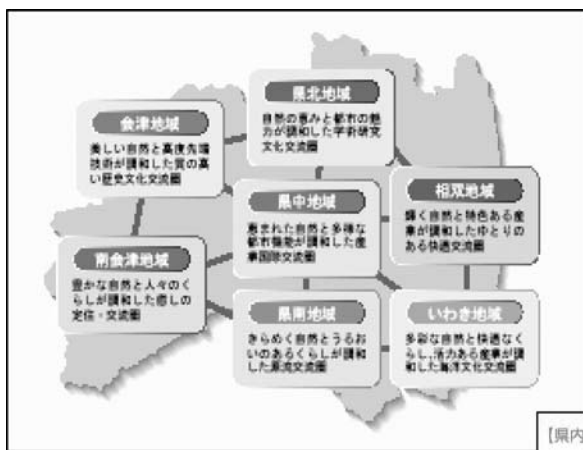 県北地域
自然の恵みと都市の魅
力が調和した学術研究
文化交流圏
会津地域
美しい自然と高度先端
技術が調和した質の高
い歴史文化交流圏
県中地域
恵まれた自然と多様な
都市機能が調和した産
業国際交流圏
相双地域
輝く自然と特色ある産
業が調和したゆとりの
ある快適交流圏
南会津地域
豊かな自然と人々のく
らしが調和した癒しの
定住・交流圏
県南地域
きらめく自然とうるお
いのあるくらしが調和
した源流交流圏
いわき地域
多彩な自然と快適なく
らし、活力ある産業が調
和した海洋文化交流圏
【県内